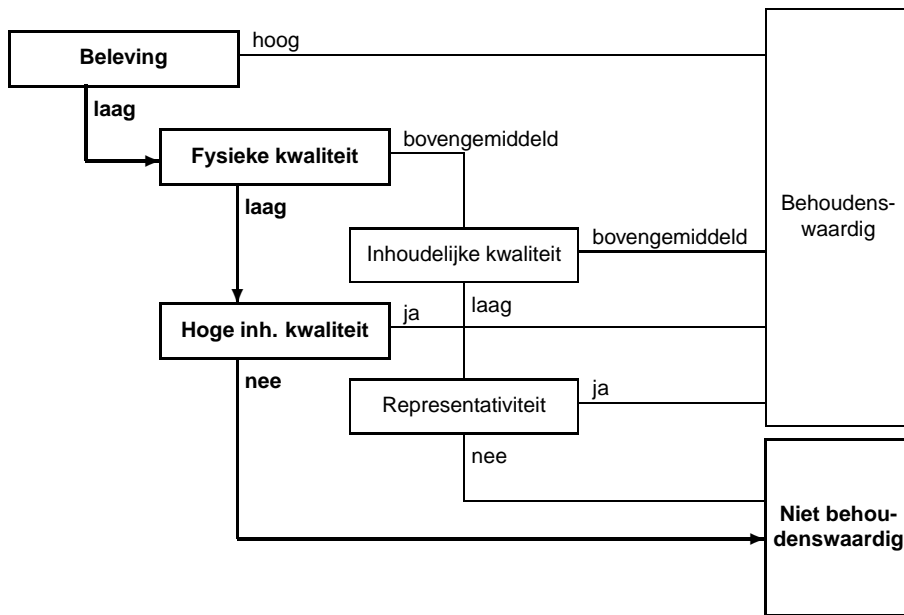 hoog
Beleving
laag
bovengemiddeld
Fysieke kwaliteit
laag
Behoudens-
waardig
bovengemiddeld
Inhoudelijke kwaliteit
laag
ja
Hoge inh. kwaliteit
nee
ja
Representativiteit
nee
Niet behou-
denswaardig